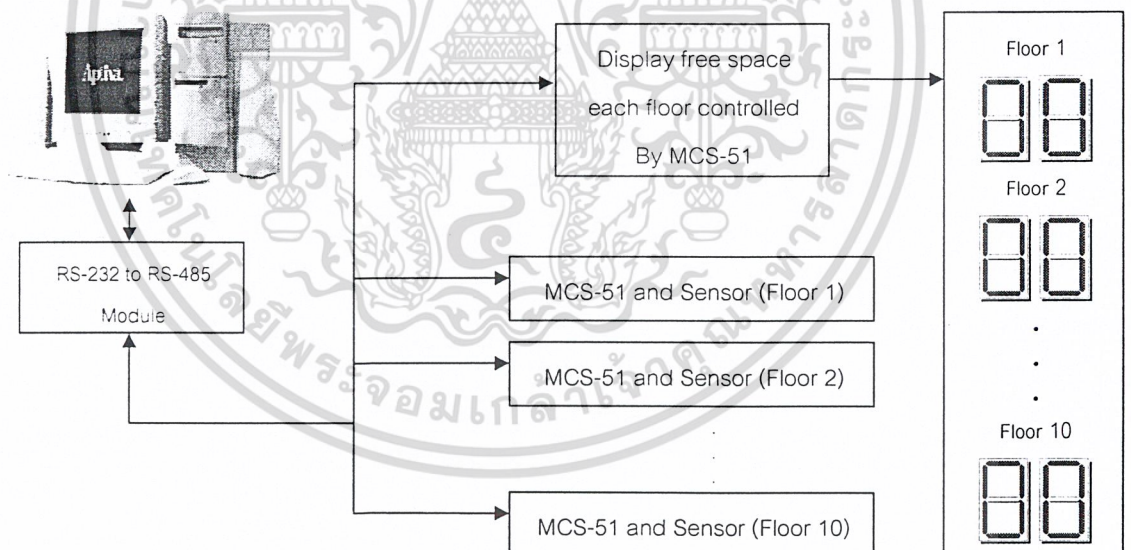 Aptiva
Display free space
each floor controlled
By MCS-51
Floor 1
Floor 2
Floor 10
RS-232 to RS-485
Module
MCS-51 and Sensor (Floor 1)
MCS-51 and Sensor (Floor 2)
MCS-51 and Sensor (Floor 10)